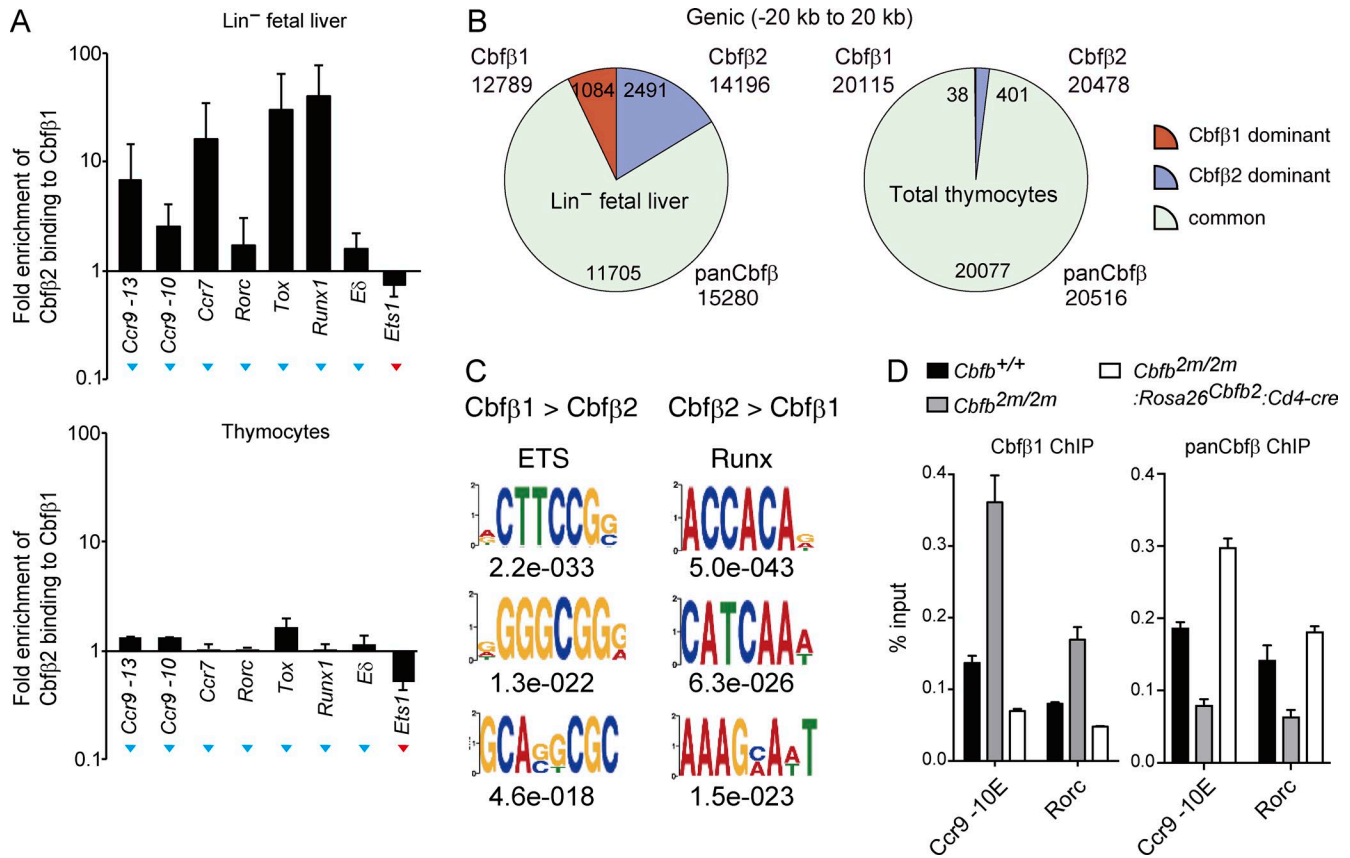 A
Lin⁻ fetal liver
Fold enrichment of
Cbfβ2 binding to Cbfβ1
100
10
1
0.1
Ccr9 -13
Ccr9 -10
Ccr7
Rorc
Tox
Runx1
Eδ
Ets1
Thymocytes
Fold enrichment of
Cbfβ2 binding to Cbfβ1
100
10
1
0.1
Ccr9 -13
Ccr9 -10
Ccr7
Rorc
Tox
Runx1
Eδ
Ets1
B
Genic (-20 kb to 20 kb)
Cbfβ1
12789
Cbfβ2
14196
1084
2491
Lin⁻ fetal liver
11705
panCbfβ
15280
Cbfβ1
20115
Cbfβ2
20478
38
401
Total thymocytes
20077
panCbfβ
20516
Cbfβ1 dominant
Cbfβ2 dominant
common
C
Cbfβ1 > Cbfβ2
Cbfβ2 > Cbfβ1
ETS
Runx
CTTCCG
2.2e-033
ACCACA
5.0e-043
GGGCGG
1.3e-022
CATCAA
6.3e-026
GCAGGCGC
4.6e-018
AAAGCAAT
1.5e-023
D
Cbfb+/+
Cbfb2m/2m
Cbfb2m/2m
:Rosa26Cbfb2:Cd4-cre
Cbfβ1 ChIP
% input
0.4
0.3
0.2
0.1
0.0
Ccr9 -10E
Rorc
panCbfβ ChIP
0.4
0.3
0.2
0.1
0.0
Ccr9 -10E
Rorc